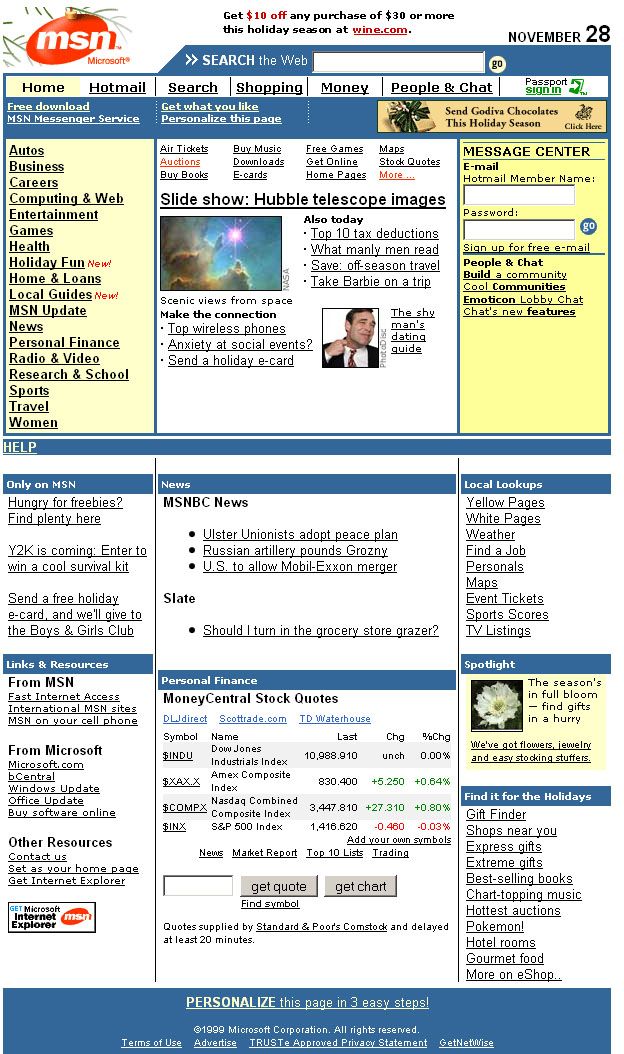 Get $10 off any purchase of $30 or more
this holiday season at wine.com.
msn
Microsoft®
NOVEMBER 28
>> SEARCH the Web
go
Home
Hotmail
Search
Shopping
Money
People & Chat
Passport
sign in
Free download
MSN Messenger Service
Get what you like
Personalize this page
Send Godiva Chocolates
This Holiday Season
Click Here
Autos
Business
Careers
Computing & Web
Entertainment
Games
Health
Holiday Fun New!
Home & Loans
Local Guides New!
MSN Update
News
Personal Finance
Radio & Video
Research & School
Sports
Travel
Women
Air Tickets Buy Music Free Games Maps
Auctions Downloads Get Online Stock Quotes
Buy Books E-cards Home Pages More ...
Slide show: Hubble telescope images
NASA
Scenic views from space
Also today
· Top 10 tax deductions
· What manly men read
· Save: off-season travel
· Take Barbie on a trip
Make the connection
· Top wireless phones
· Anxiety at social events?
· Send a holiday e-card
PhotoDisc
The shy
man's
dating
guide
MESSAGE CENTER
E-mail
Hotmail Member Name:
Password:
go
Sign up for free e-mail
People & Chat
Build a community
Cool Communities
Emoticon Lobby Chat
Chat's new features
HELP
Only on MSN
Hungry for freebies?
Find plenty here
Y2K is coming: Enter to
win a cool survival kit
Send a free holiday
e-card, and we'll give to
the Boys & Girls Club
Links & Resources
From MSN
Fast Internet Access
International MSN sites
MSN on your cell phone
From Microsoft
Microsoft.com
bCentral
Windows Update
Office Update
Buy software online
Other Resources
Contact us
Set as your home page
Get Internet Explorer
GET Microsoft
Internet
Explorer
msn
News
MSNBC News
● Ulster Unionists adopt peace plan
● Russian artillery pounds Grozny
● U.S. to allow Mobil-Exxon merger
Slate
● Should I turn in the grocery store grazer?
Personal Finance
MoneyCentral Stock Quotes
DLJdirect Scottrade.com TD Waterhouse
Symbol Name Last Chg %Chg
$INDU Dow Jones Industrials Index 10,988.910 unch 0.00%
$XAX.X Amex Composite Index 830.400 +5.250 +0.64%
$COMPX Nasdaq Combined Composite Index 3,447.810 +27.310 +0.80%
$INX S&P 500 Index 1,416.620 -0.460 -0.03%
Add your own symbols
News Market Report Top 10 Lists Trading
get quote get chart
Find symbol
Quotes supplied by Standard & Poor's Comstock and delayed
at least 20 minutes.
Local Lookups
Yellow Pages
White Pages
Weather
Find a Job
Personals
Maps
Event Tickets
Sports Scores
TV Listings
Spotlight
The season's
in full bloom
— find gifts
in a hurry
We've got flowers, jewelry
and easy stocking stuffers.
Find it for the Holidays
Gift Finder
Shops near you
Express gifts
Extreme gifts
Best-selling books
Chart-topping music
Hottest auctions
Pokemon!
Hotel rooms
Gourmet food
More on eShop..
PERSONALIZE this page in 3 easy steps!
©1999 Microsoft Corporation. All rights reserved.
Terms of Use Advertise TRUSTe Approved Privacy Statement GetNetWise